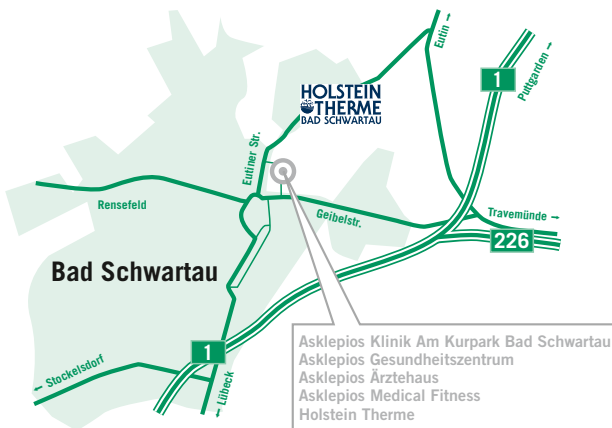 Eutin →
1
Puttgarden →
HOLSTEIN
THERME
BAD SCHWARTAU
Eutiner Str.
Rensefeld
Geibelstr.
Travemünde →
226
Bad Schwartau
1
← Stockelsdorf
← Lübeck
Asklepios Klinik Am Kurpark Bad Schwartau
Asklepios Gesundheitszentrum
Asklepios Ärztehaus
Asklepios Medical Fitness
Holstein Therme